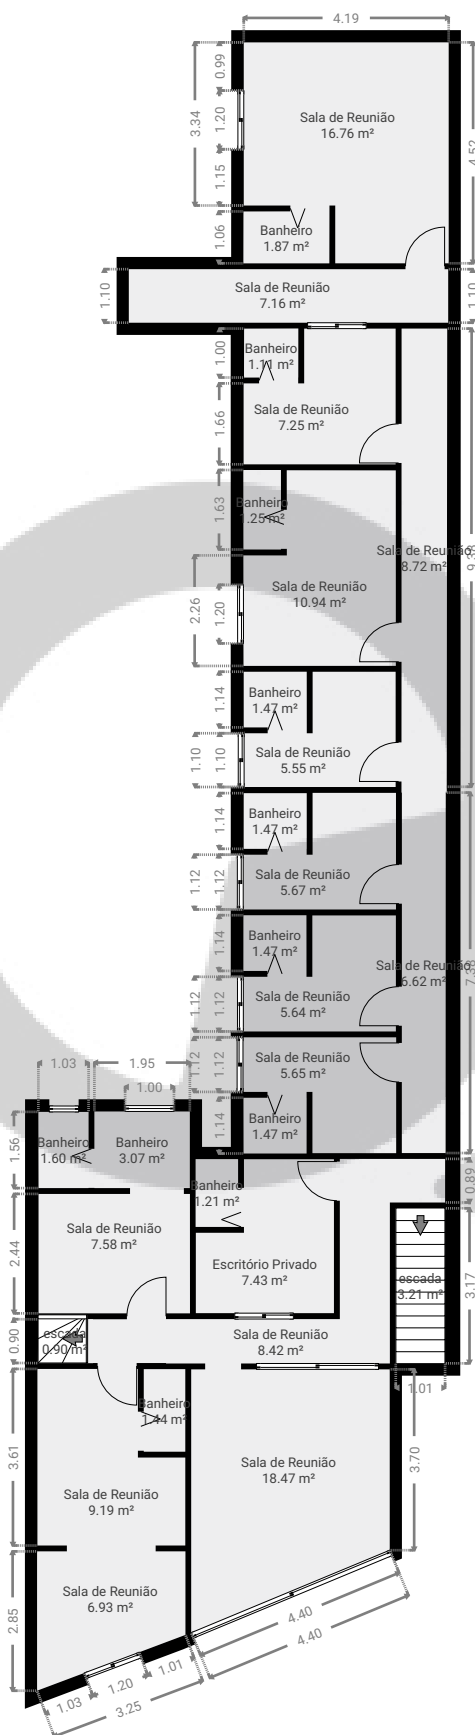 4.19
0.99
3.34
1.20
Sala de Reunião
16.76 m²
4.52
1.15
1.06
Banheiro
1.87 m²
1.10
Sala de Reunião
7.16 m²
1.10
1.00
Banheiro
1.11 m²
1.66
Sala de Reunião
7.25 m²
1.63
Banheiro
1.25 m²
Sala de Reunião
8.72 m²
2.26
1.20
Sala de Reunião
10.94 m²
1.14
Banheiro
1.47 m²
1.10
1.10
Sala de Reunião
5.55 m²
1.14
Banheiro
1.47 m²
1.12
1.12
Sala de Reunião
5.67 m²
1.14
Banheiro
1.47 m²
Sala de Reunião
6.62 m²
1.12
1.12
Sala de Reunião
5.64 m²
1.12
1.12
Sala de Reunião
5.65 m²
1.03
1.95
1.00
1.14
Banheiro
1.47 m²
1.56
Banheiro
1.60 m²
Banheiro
3.07 m²
Banheiro
1.21 m²
0.89
2.44
Sala de Reunião
7.58 m²
Escritório Privado
7.43 m²
escada
3.21 m²
3.17
0.90
escada
0.90 m²
Sala de Reunião
8.42 m²
1.01
Banheiro
1.44 m²
3.61
Sala de Reunião
9.19 m²
Sala de Reunião
18.47 m²
3.70
2.85
Sala de Reunião
6.93 m²
4.40
4.40
1.03
1.20
1.01
3.25